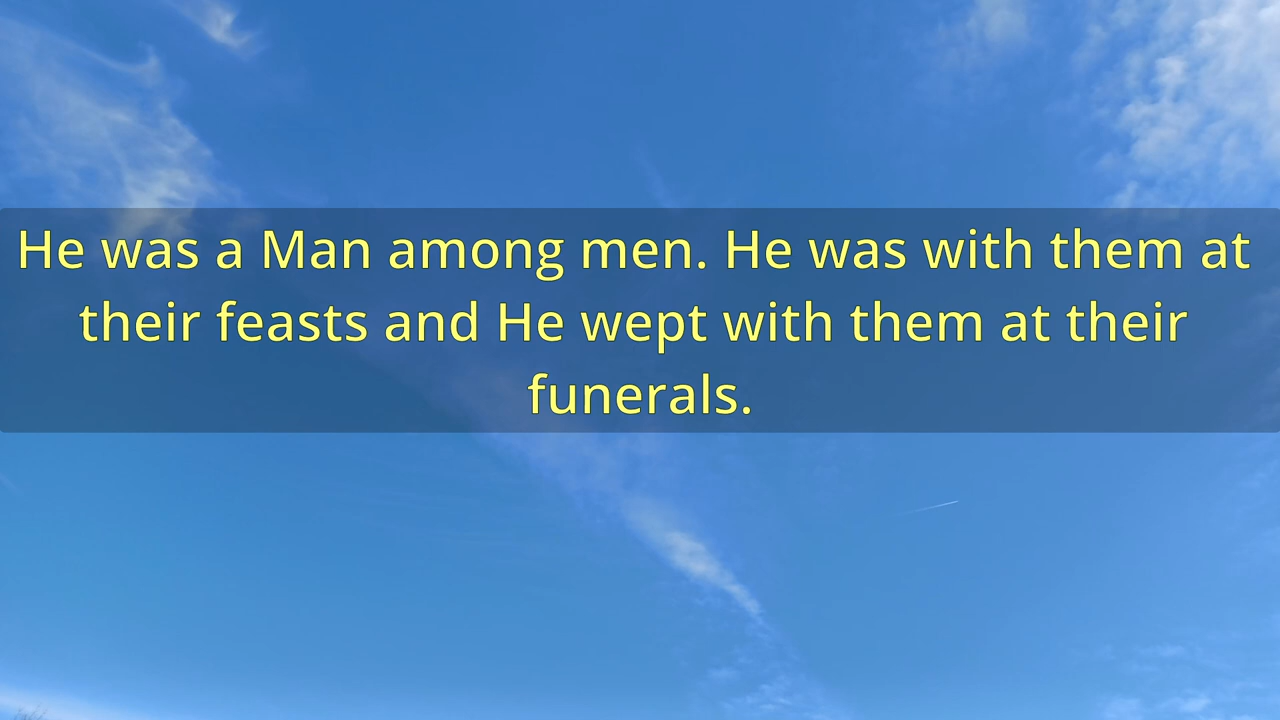 He was a Man among men. He was with them at
their feasts and He wept with them at their
funerals.